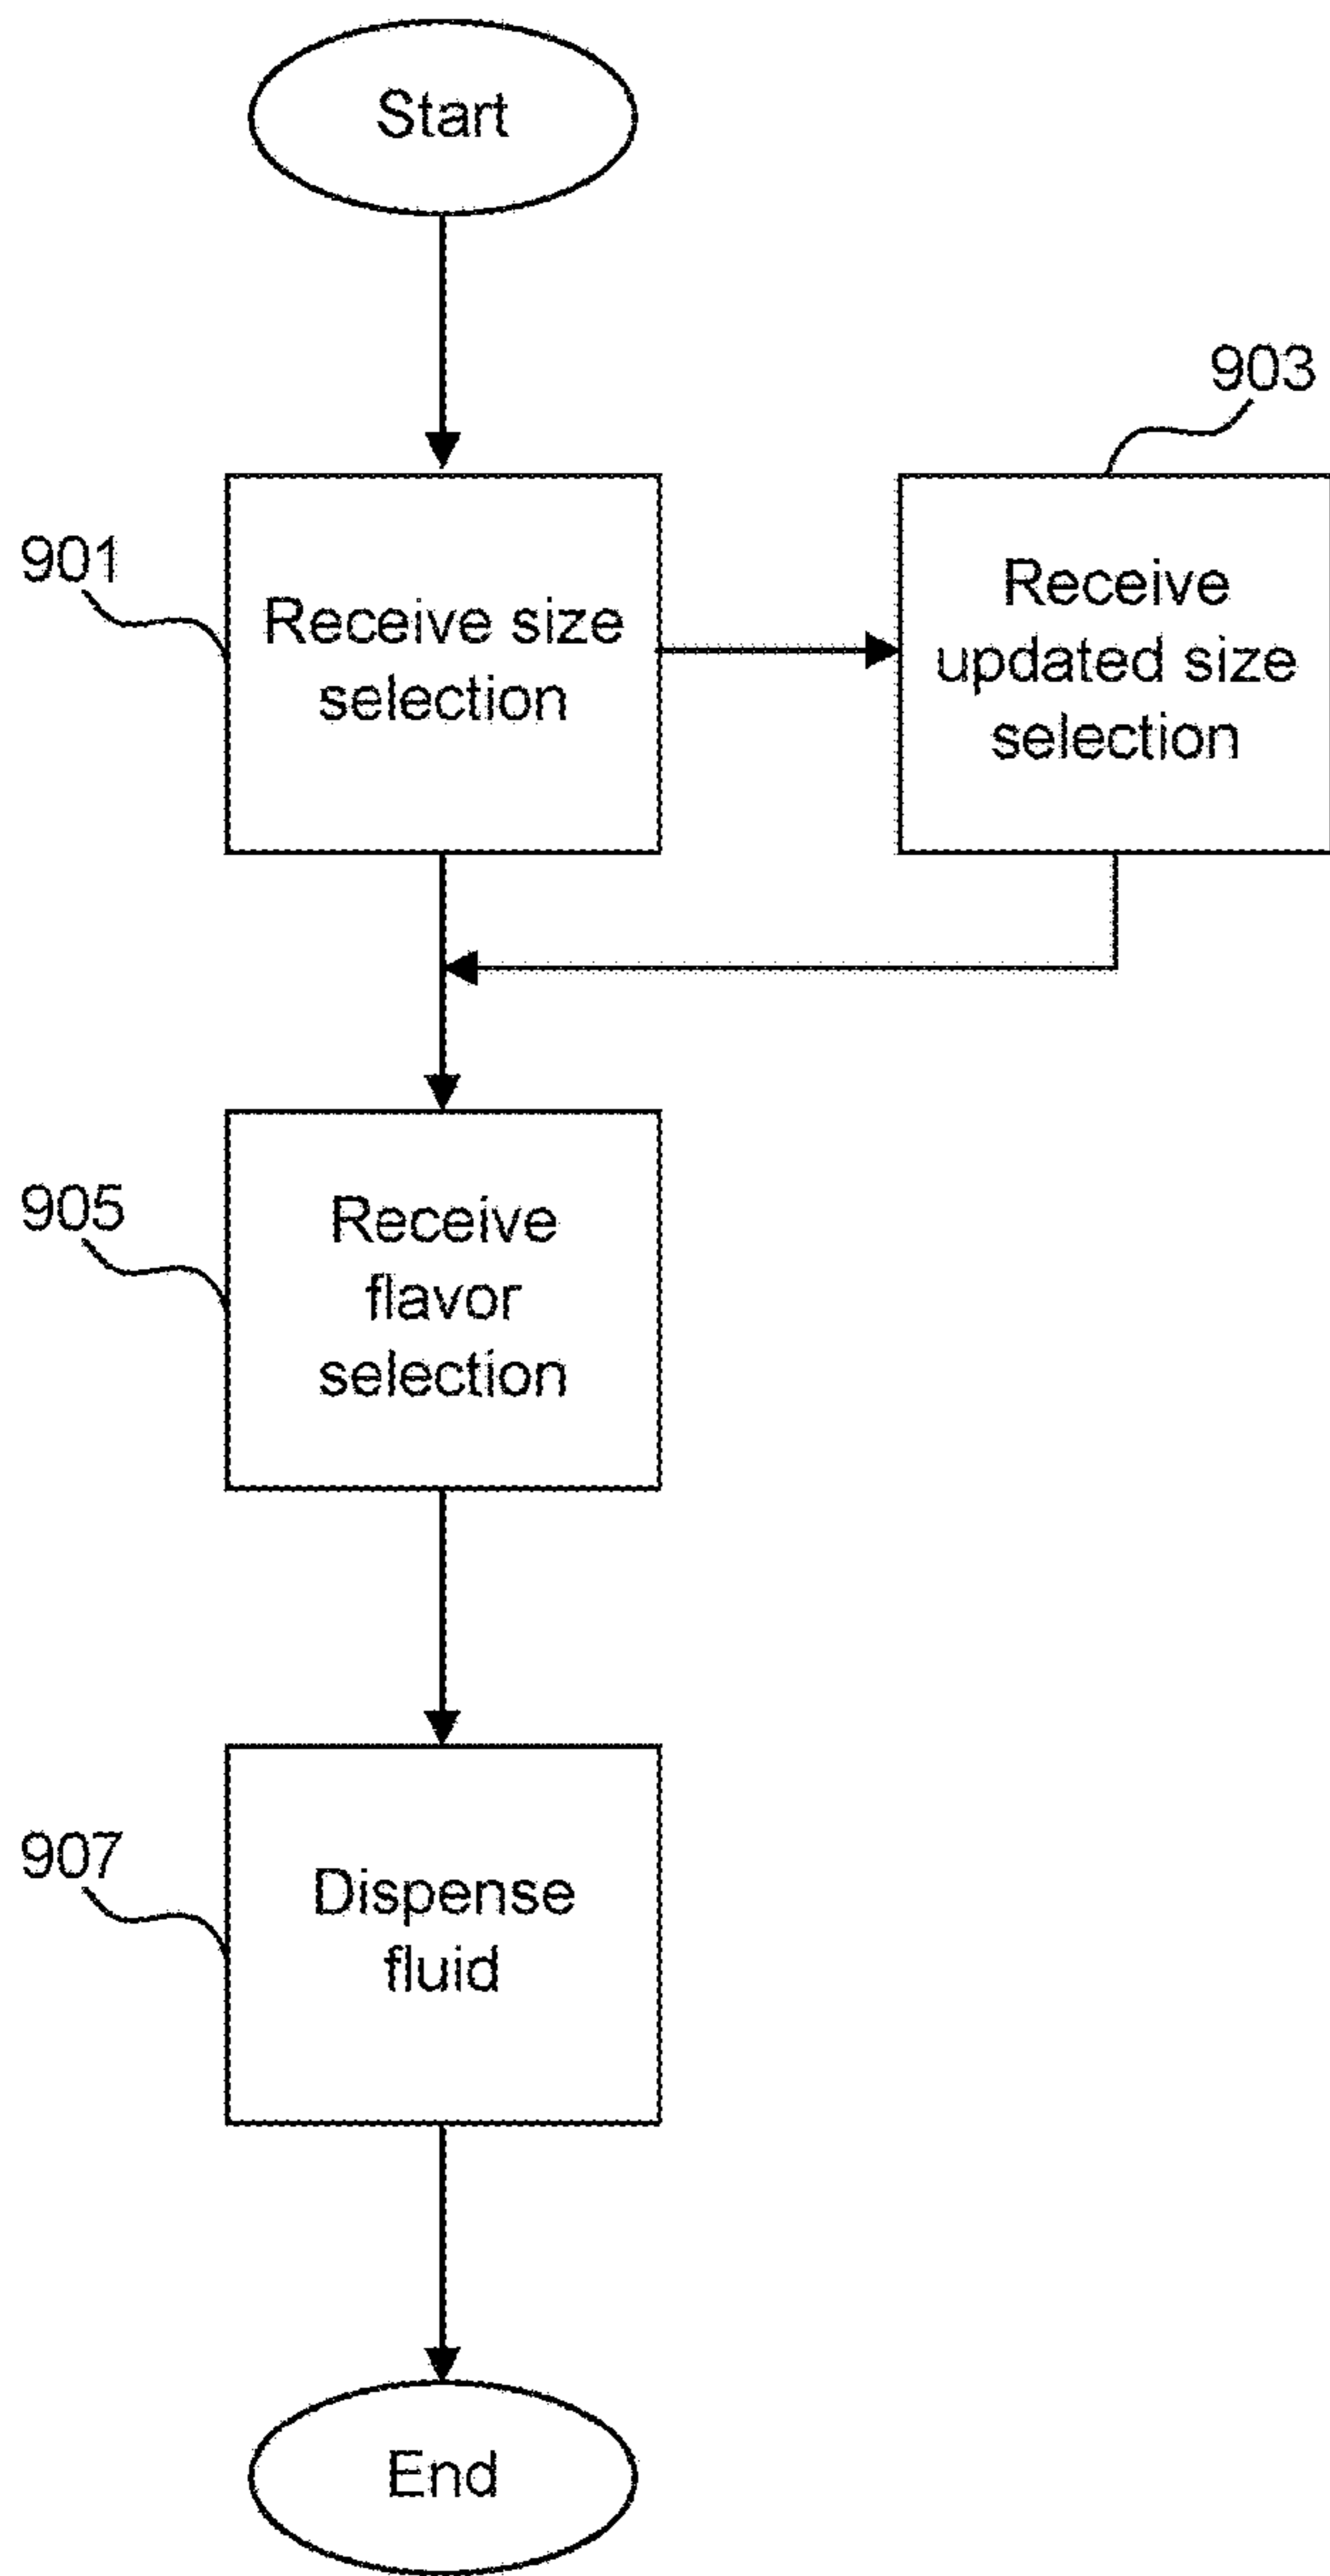 Start
903
901
Receive size
selection
Receive
updated size
selection
905
Receive
flavor
selection
907
Dispense
fluid
End